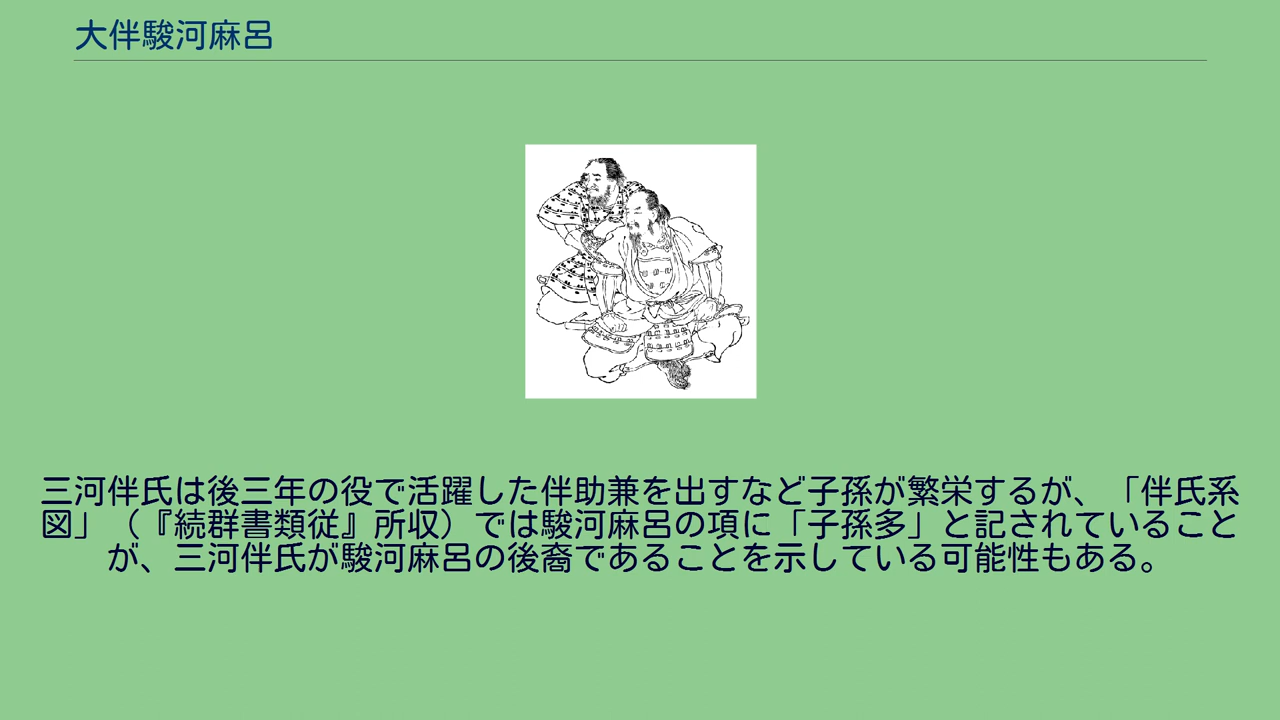 大伴駿河麻呂
三河伴氏は後三年の役で活躍した伴助兼を出すなど子孫が繁栄するが、「伴氏系
図」（『続群書類従』所収）では駿河麻呂の項に「子孫多」と記されていること
が、三河伴氏が駿河麻呂の後裔であることを示している可能性もある。